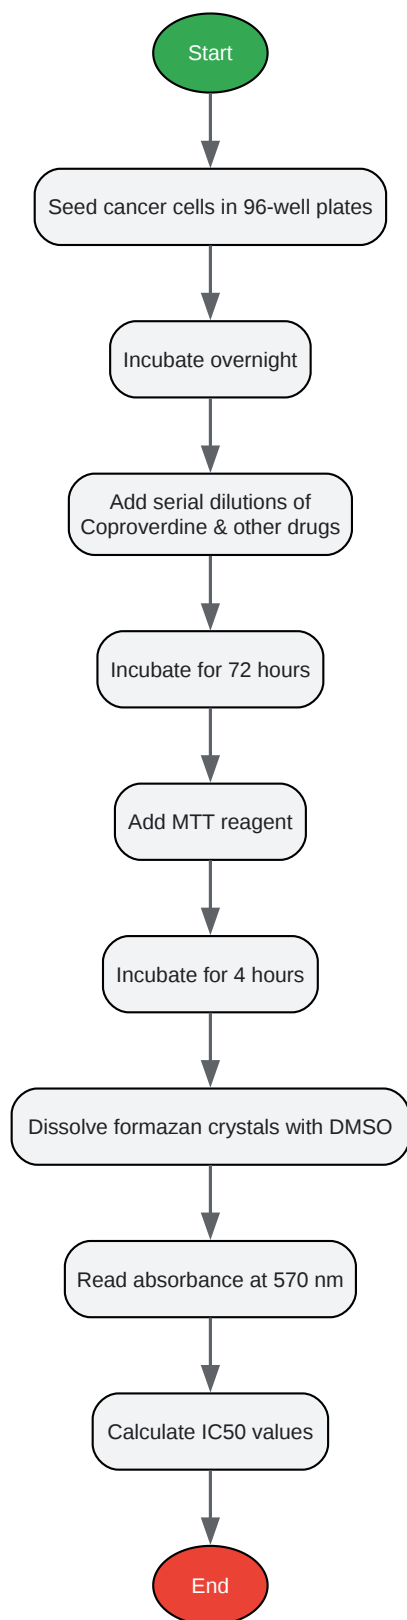 Start
Seed cancer cells in 96-well plates
Incubate overnight
Add serial dilutions of
Coproverdine & other drugs
Incubate for 72 hours
Add MTT reagent
Incubate for 4 hours
Dissolve formazan crystals with DMSO
Read absorbance at 570 nm
Calculate IC50 values
End